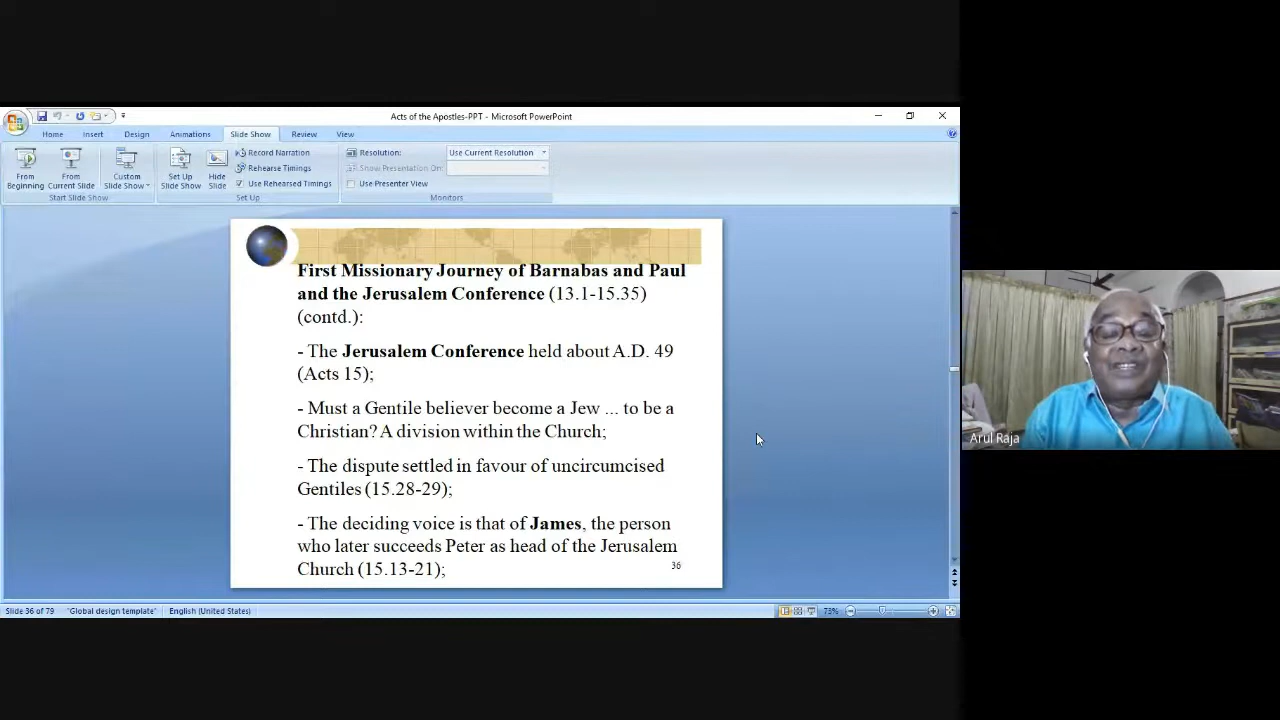 Acts of the Apostles-PPT - Microsoft PowerPoint
Home Insert Design Animations Slide Show Review View
From Beginning
From Current Slide
Custom Slide Show
Start Slide Show
Set Up Slide Show
Hide Slide
Record Narration
Rehearse Timings
Use Rehearsed Timings
Set Up
Resolution: Use Current Resolution
Show Presentation On:
Use Presenter View
Monitors
First Missionary Journey of Barnabas and Paul
and the Jerusalem Conference (13.1-15.35)
(contd.):
- The Jerusalem Conference held about A.D. 49
(Acts 15);
- Must a Gentile believer become a Jew ... to be a
Christian? A division within the Church;
- The dispute settled in favour of uncircumcised
Gentiles (15.28-29);
- The deciding voice is that of James, the person
who later succeeds Peter as head of the Jerusalem
Church (15.13-21);
36
Arul Raja
Slide 36 of 79 "Global design template" English (United States) 73%